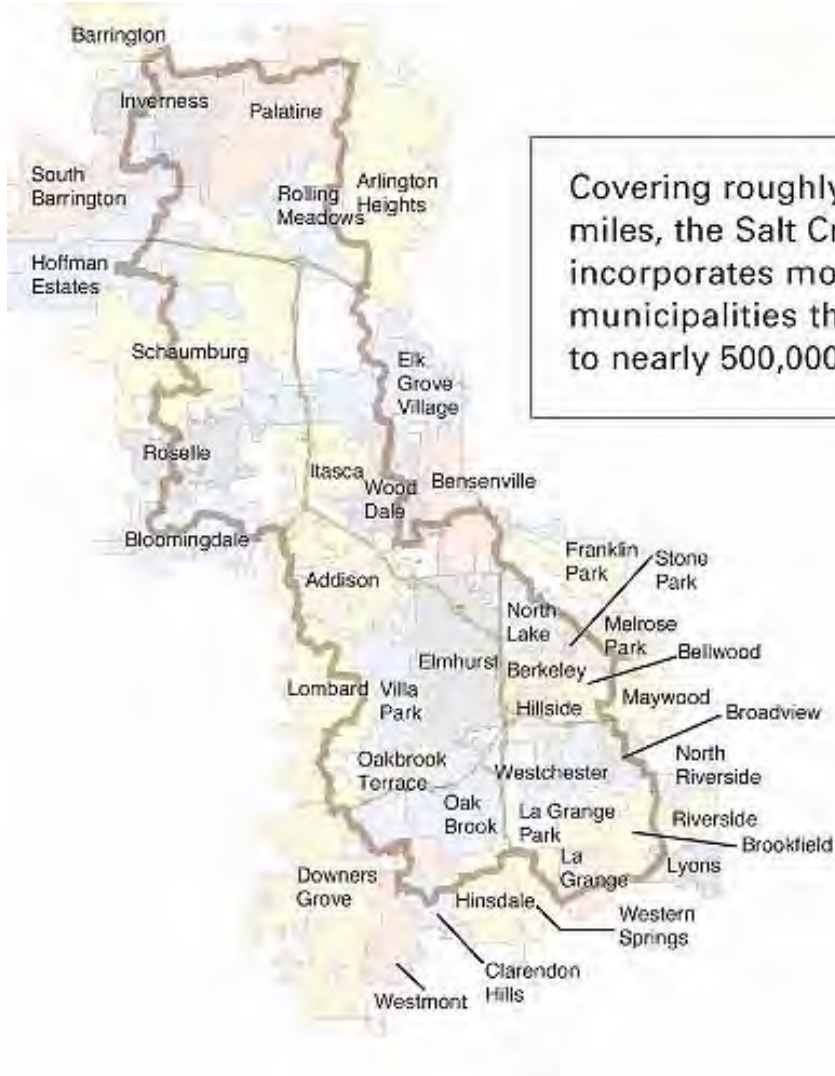 Barrington
Inverness
Palatine
South
Barrington
Rolling
Meadows
Arlington
Heights
Covering roughly
miles, the Salt Cr
incorporates mo
municipalities th
to nearly 500,000
Hoffman
Estates
Schaumburg
Elk
Grove
Village
Roselle
Itasca
Wood
Dale
Bensenville
Bloomingdale
Franklin
Park
Stone
Park
Addison
North
Lake
Melrose
Park
Elmhurst
Berkeley
Bellwood
Lombard
Villa
Park
Hillside
Maywood
Broadview
Oakbrook
Terrace
Westchester
North
Riverside
Oak
Brook
La Grange
Park
Riverside
Brookfield
La
Grange
Lyons
Downers
Grove
Hinsdale
Western
Springs
Clarendon
Hills
Westmont